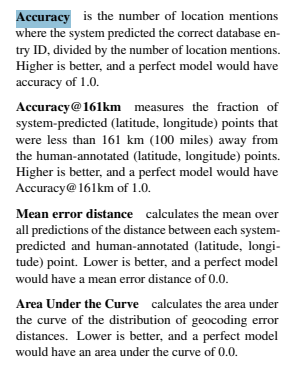 Accuracy is the number of location mentions
where the system predicted the correct database en-
try ID, divided by the number of location mentions.
Higher is better, and a perfect model would have
accuracy of 1.0.
Accuracy@161km measures the fraction of
system-predicted (latitude, longitude) points that
were less than 161 km (100 miles) away from
the human-annotated (latitude, longitude) points.
Higher is better, and a perfect model would have
Accuracy@161km of 1.0.
Mean error distance calculates the mean over
all predictions of the distance between each system-
predicted and human-annotated (latitude, longi-
tude) point. Lower is better, and a perfect model
would have a mean error distance of 0.0.
Area Under the Curve calculates the area under
the curve of the distribution of geocoding error
distances. Lower is better, and a perfect model
would have an area under the curve of 0.0.